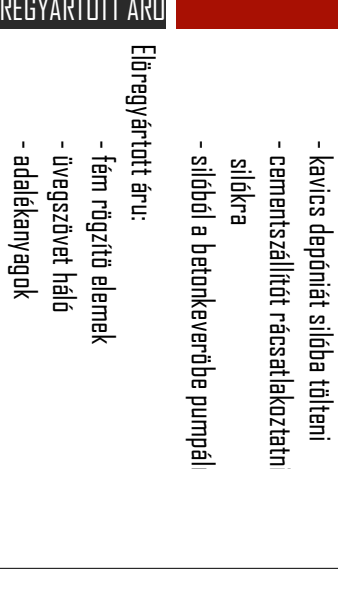 REGYÁRTOTT ÁRU
- kavics depóniát silóba tölteni
- cementszállítót rácsatlakoztatn
silókra
- silóból a betonkeverőbe pumpál
Előregyártott áru:
- fém rögzítő elemek
- üvegszövet háló
- adalékanyagok